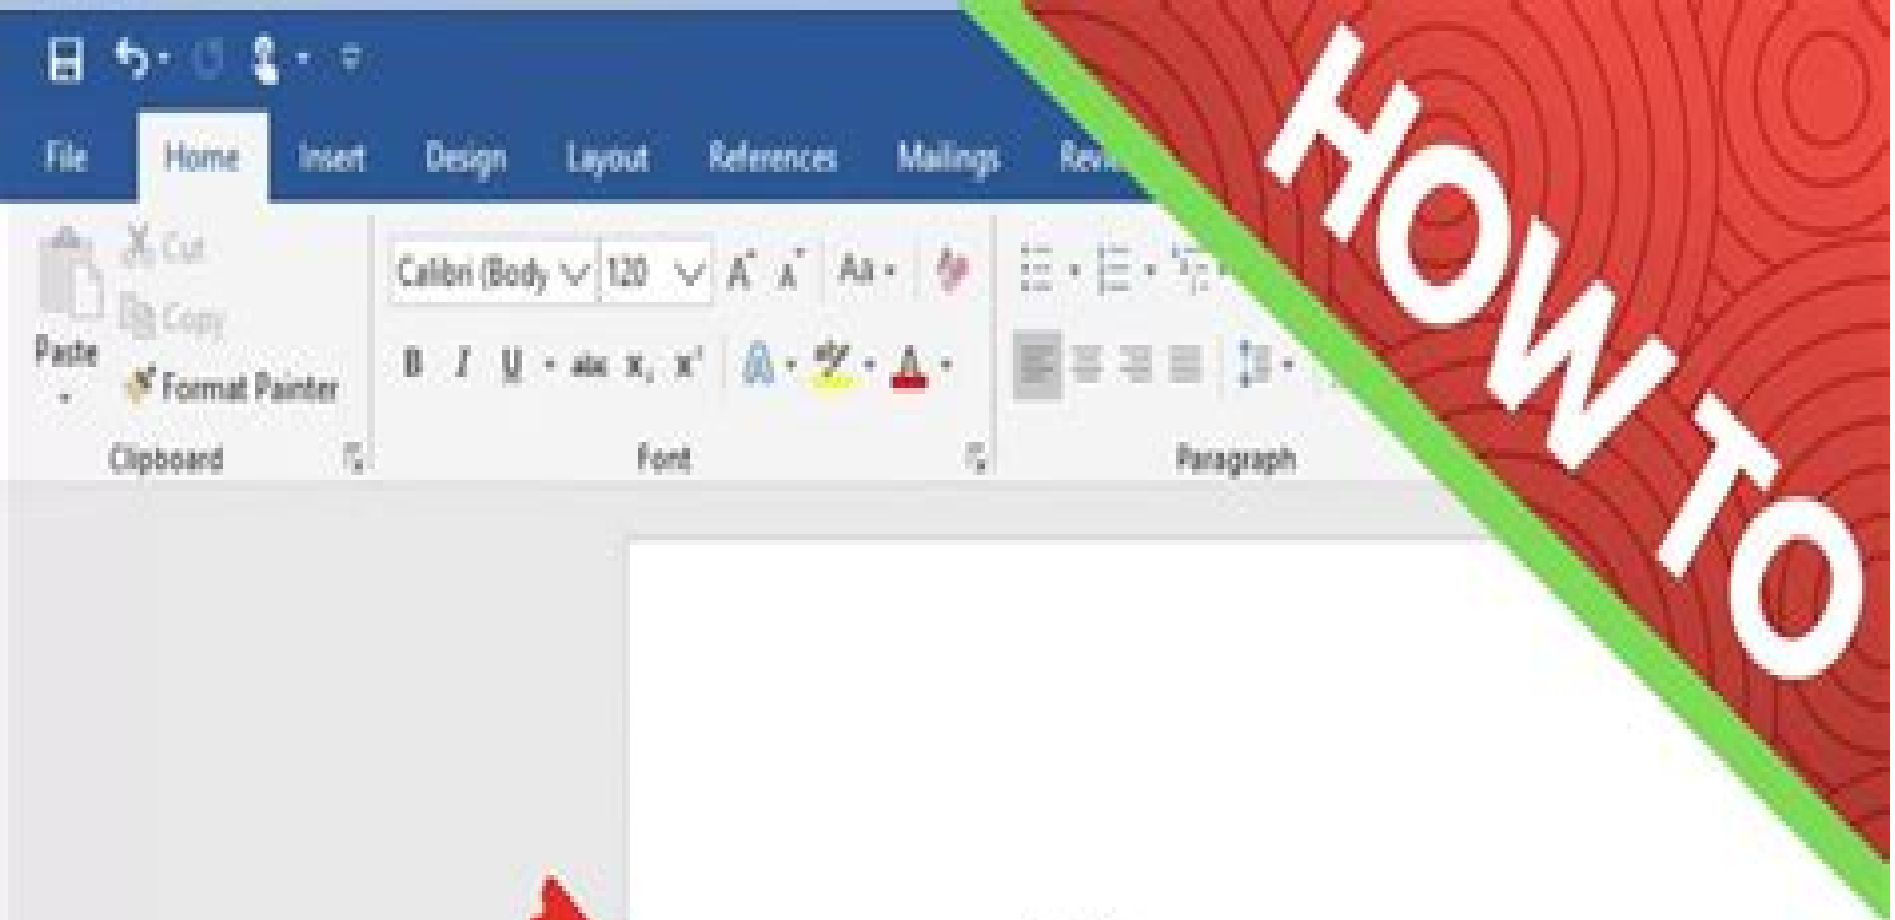 File Home Insert Design Layout References Mailings
Cut
Calibri (Body 120 A A Aa
Copy
Paste
B I U abc X, X'
A aby A
Format Painter
Clipboard Font Paragraph
HOW TO